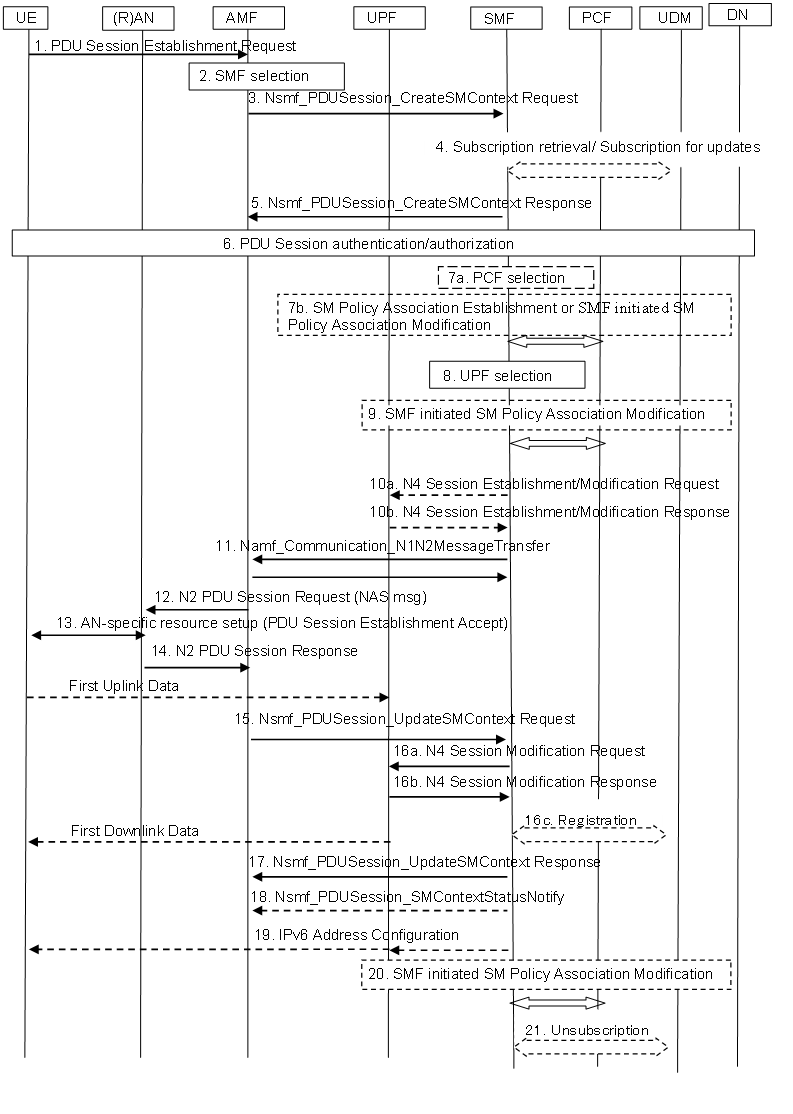 UE (R)AN AMF UPF SMF PCF UDM DN
1. PDU Session Establishment Request
2. SMF selection
3. Nsmf_PDUSession_CreateSMContext Request
4. Subscription retrieval/ Subscription for updates
5. Nsmf_PDUSession_CreateSMContext Response
6. PDU Session authentication/authorization
7a. PCF selection
7b. SM Policy Association Establishment or SMF initiated SM
Policy Association Modification
8. UPF selection
9. SMF initiated SM Policy Association Modification
10a. N4 Session Establishment/Modification Request
10b. N4 Session Establishment/Modification Response
11. Namf_Communication_N1N2MessageTransfer
12. N2 PDU Session Request (NAS msg)
13. AN-specific resource setup (PDU Session Establishment Accept)
14. N2 PDU Session Response
First Uplink Data
15. Nsmf_PDUSession_UpdateSMContext Request
16a. N4 Session Modification Request
16b. N4 Session Modification Response
16c. Registration
First Downlink Data
17. Nsmf_PDUSession_UpdateSMContext Response
18. Nsmf_PDUSession_SMContextStatusNotify
19. IPv6 Address Configuration
20. SMF initiated SM Policy Association Modification
21. Unsubscription